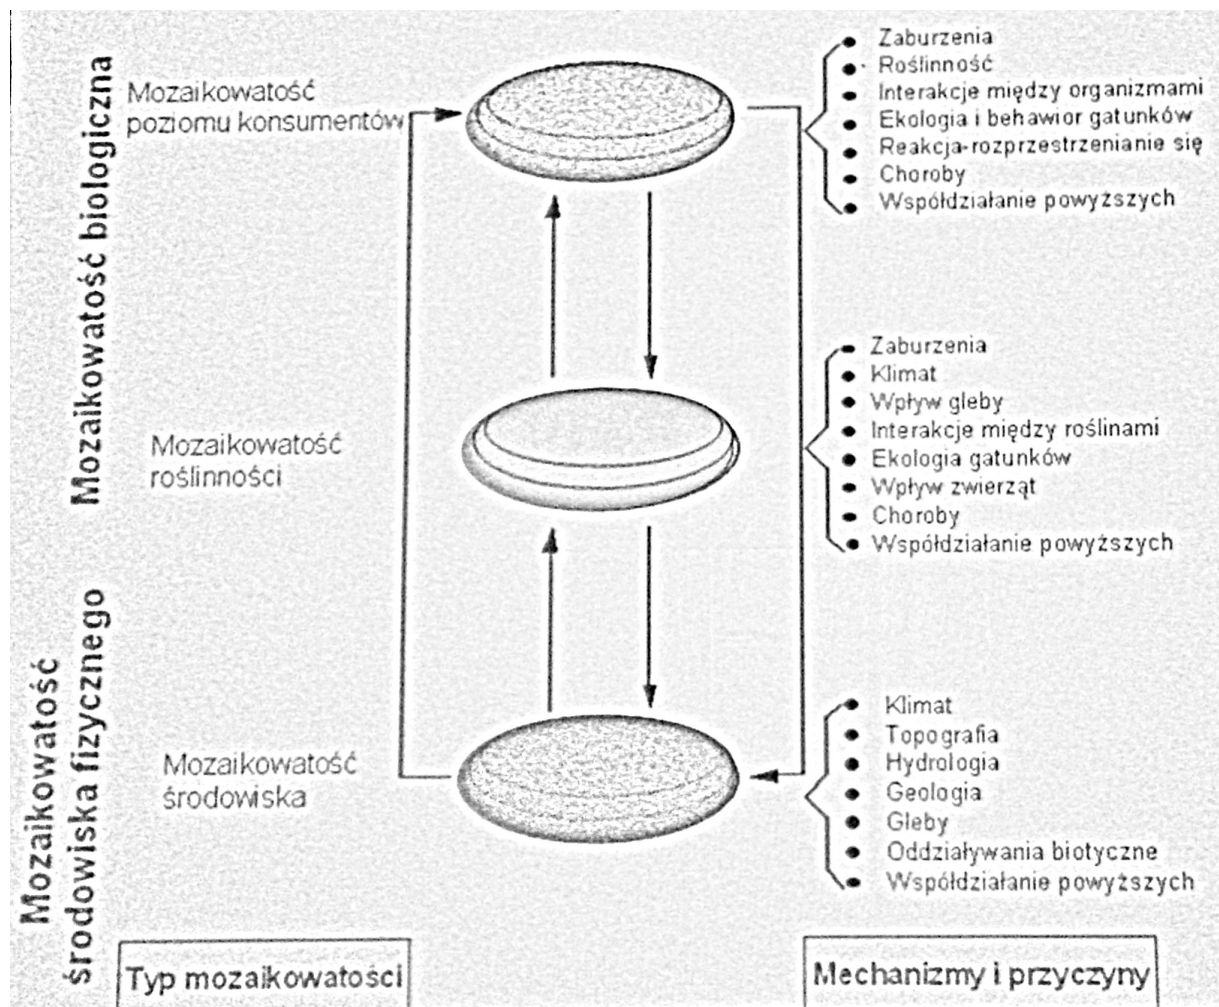 Mozaikowatość biologiczna
Mozaikowatość
środowiska fizycznego
Mozaikowatość
poziomu konsumentów
Zaburzenia
Roślinność
Interakcje między organizmami
Ekologia i behawior gatunków
Reakcja-rozprzestrzenianie się
Choroby
Współdziałanie powyższych
Mozaikowatość
roślinności
Zaburzenia
Klimat
Wpływ gleby
Interakcje między roślinami
Ekologia gatunków
Wpływ zwierząt
Choroby
Współdziałanie powyższych
Mozaikowatość
środowiska
Klimat
Topografia
Hydrologia
Geologia
Gleby
Oddziaływania biotyczne
Współdziałanie powyższych
Typ mozaikowatości
Mechanizmy i przyczyny